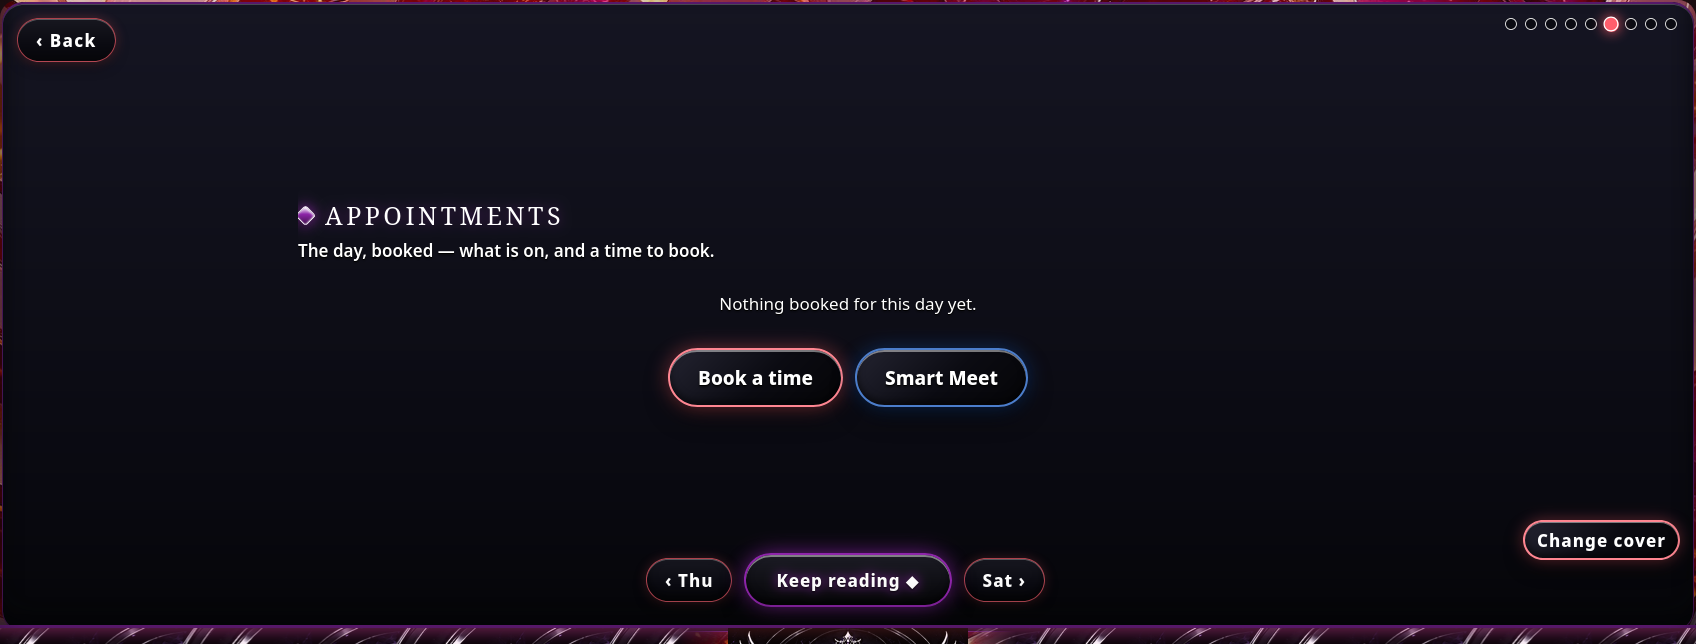 ‹ Back
APPOINTMENTS
The day, booked — what is on, and a time to book.
Nothing booked for this day yet.
Book a time
Smart Meet
Change cover
‹ Thu
Keep reading ◆
Sat ›